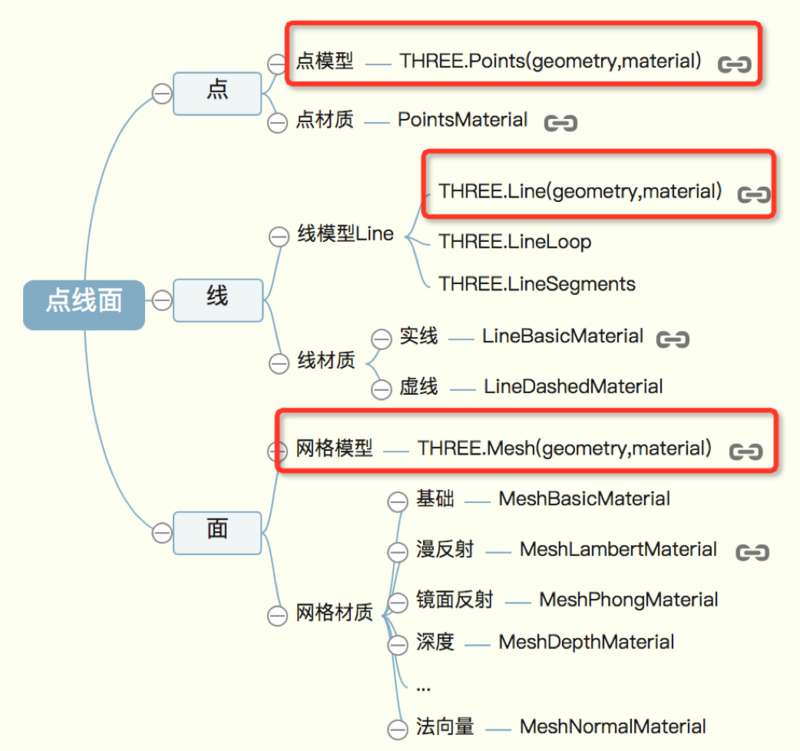 点线面
点
点模型 THREE.Points(geometry,material)
点材质 PointsMaterial
线
线模型Line
THREE.Line(geometry,material)
THREE.LineLoop
THREE.LineSegments
线材质
实线 LineBasicMaterial
虚线 LineDashedMaterial
面
网格模型 THREE.Mesh(geometry,material)
网格材质
基础 MeshBasicMaterial
漫反射 MeshLambertMaterial
镜面反射 MeshPhongMaterial
深度 MeshDepthMaterial
...
法向量 MeshNormalMaterial